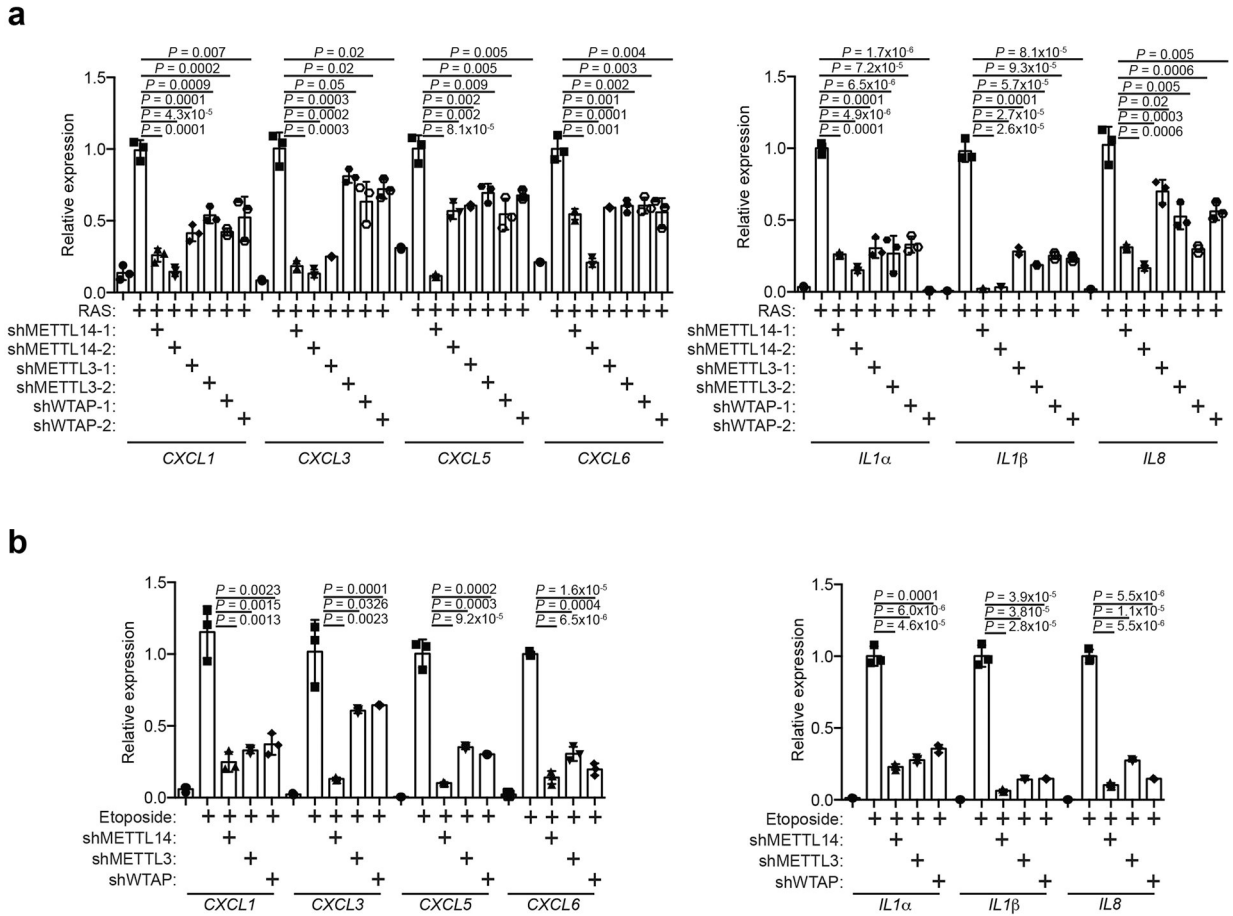 a
P = 0.007 P = 0.02 P = 0.005 P = 0.004
P = 0.0002 P = 0.02 P = 0.005 P = 0.003
P = 0.0009 P = 0.05 P = 0.009 P = 0.002
P = 0.0001 P = 0.0003 P = 0.002 P = 0.001
P = 4.3x10-5 P = 0.0002 P = 0.002 P = 0.0001
P = 0.0001 P = 0.0003 P = 8.1x10-5 P = 0.001
Relative expression
1.5
1.0
0.5
0.0
RAS: + + + + + + + + + + + + + + + + + + + + + + + + + + + +
shMETTL14-1: + + + +
shMETTL14-2: + + + +
shMETTL3-1: + + + +
shMETTL3-2: + + + +
shWTAP-1: + + + +
shWTAP-2: + + + +
CXCL1 CXCL3 CXCL5 CXCL6
P = 1.7x10-6 P = 8.1x10-5 P = 0.005
P = 7.2x10-5 P = 9.3x10-5 P = 0.0006
P = 6.5x10-6 P = 5.7x10-5 P = 0.005
P = 0.0001 P = 0.0001 P = 0.02
P = 4.9x10-6 P = 2.7x10-5 P = 0.0003
P = 0.0001 P = 2.6x10-5 P = 0.0006
Relative expression
1.5
1.0
0.5
0.0
RAS: + + + + + + + + + + + + + + + + + + + + +
shMETTL14-1: + + +
shMETTL14-2: + + +
shMETTL3-1: + + +
shMETTL3-2: + + +
shWTAP-1: + + +
shWTAP-2: + + +
IL1α IL1β IL8
b
P = 0.0023 P = 0.0001 P = 0.0002 P = 1.6x10-5
P = 0.0015 P = 0.0326 P = 0.0003 P = 0.0004
P = 0.0013 P = 0.0023 P = 9.2x10-5 P = 6.5x10-6
Relative expression
1.5
1.0
0.5
0.0
Etoposide: + + + + + + + + + + + + + + + +
shMETTL14: + + + +
shMETTL3: + + + +
shWTAP: + + + +
CXCL1 CXCL3 CXCL5 CXCL6
P = 0.0001 P = 3.9x10-5 P = 5.5x10-6
P = 6.0x10-6 P = 3.810-5 P = 1.1x10-5
P = 4.6x10-5 P = 2.8x10-5 P = 5.5x10-6
Relative expression
1.5
1.0
0.5
0.0
Etoposide: + + + + + + + + + + + +
shMETTL14: + + +
shMETTL3: + + +
shWTAP: + + +
IL1α IL1β IL8